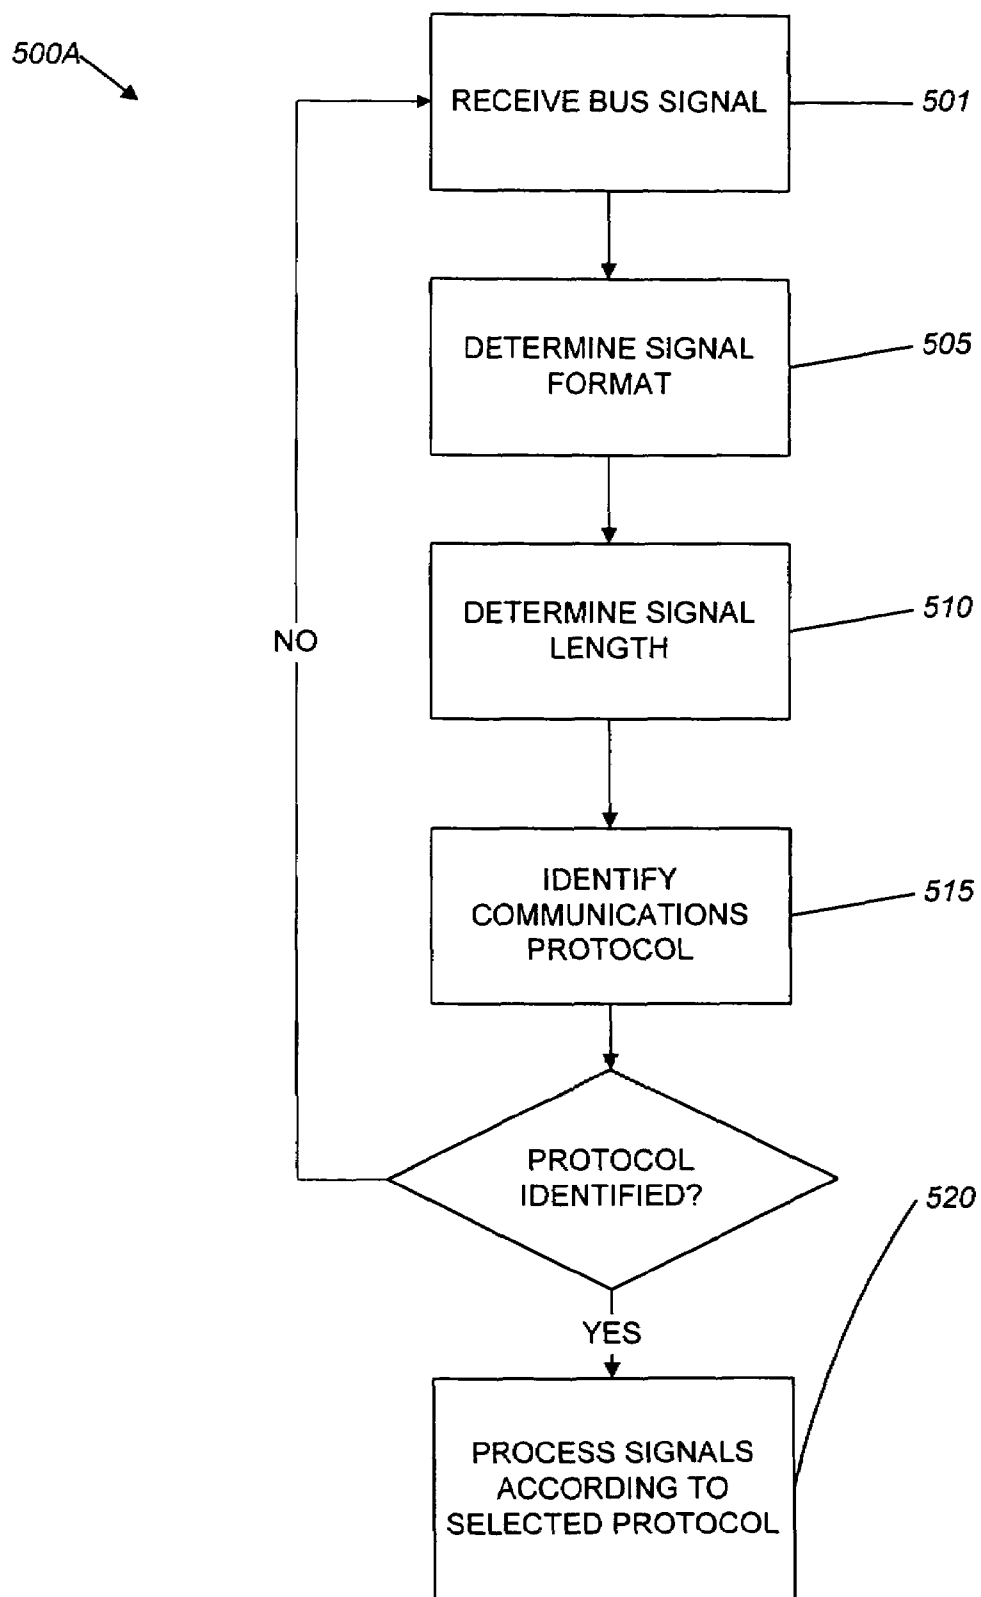 500A
RECEIVE BUS SIGNAL
501
DETERMINE SIGNAL
FORMAT
505
DETERMINE SIGNAL
LENGTH
510
NO
IDENTIFY
COMMUNICATIONS
PROTOCOL
515
PROTOCOL
IDENTIFIED?
520
YES
PROCESS SIGNALS
ACCORDING TO
SELECTED PROTOCOL